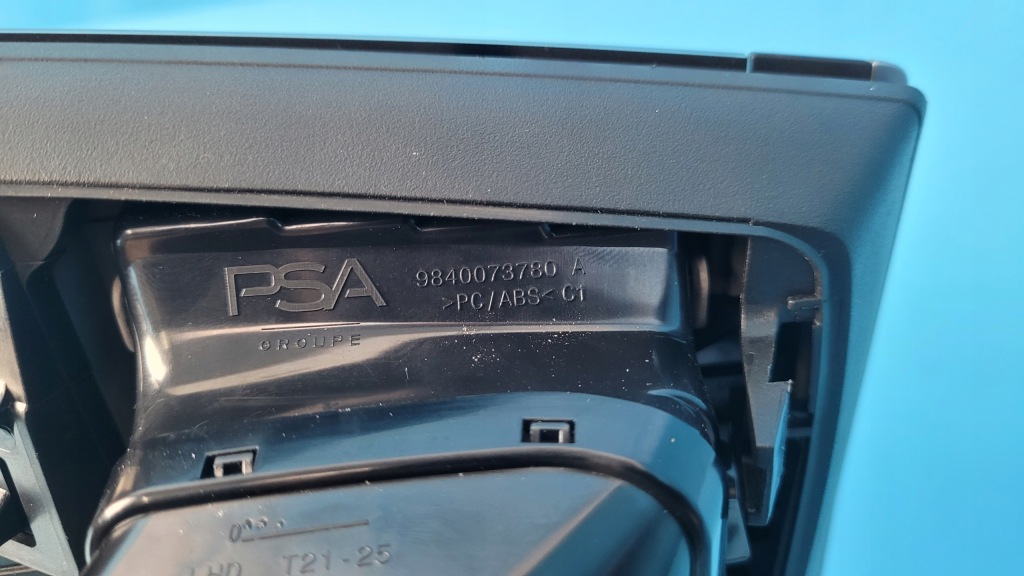 PSA
GROUPE
9840073780 A
>PC/ABS< C1
T21-25